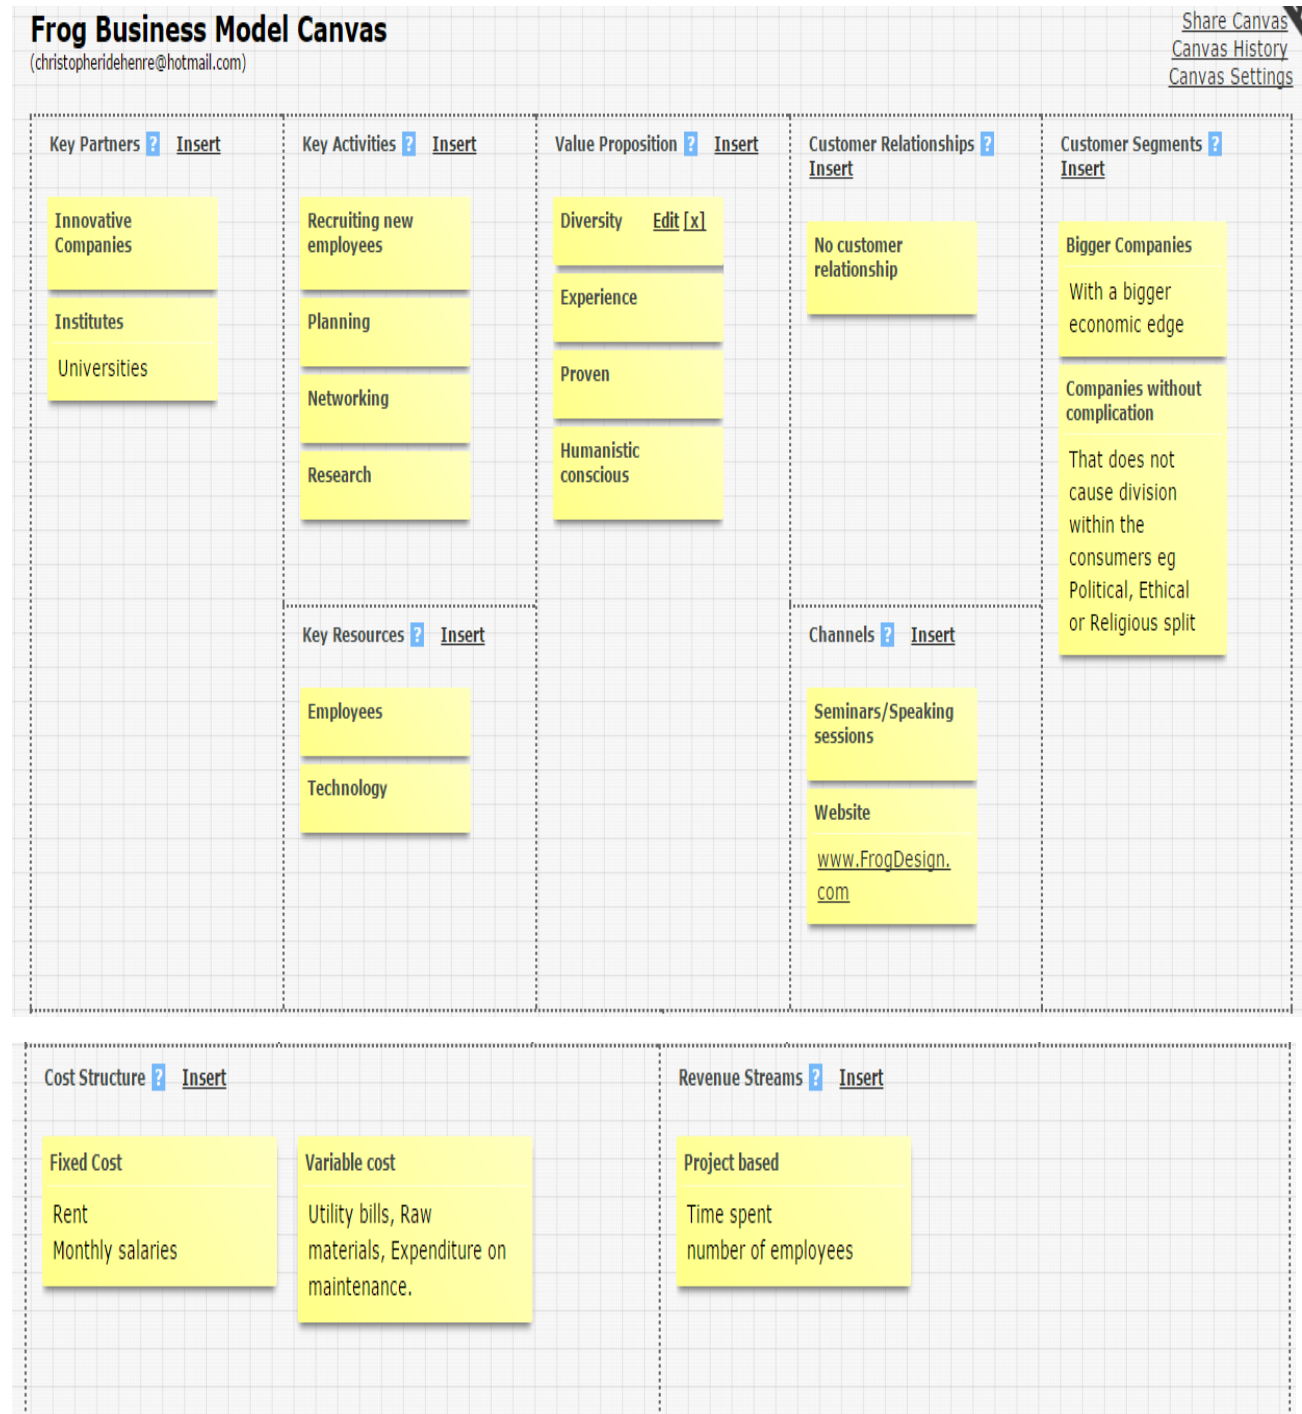 Frog Business Model Canvas
(christopheridehenre@hotmail.com)
Share Canvas
Canvas History
Canvas Settings
Key Partners ? Insert
Innovative
Companies
Institutes
Universities
Key Activities ? Insert
Recruiting new
employees
Planning
Networking
Research
Key Resources ? Insert
Employees
Technology
Value Proposition ? Insert
Diversity Edit [x]
Experience
Proven
Humanistic
conscious
Customer Relationships ?
Insert
No customer
relationship
Channels ? Insert
Seminars/Speaking
sessions
Website
www.FrogDesign.
com
Customer Segments ?
Insert
Bigger Companies
With a bigger
economic edge
Companies without
complication
That does not
cause division
within the
consumers eg
Political, Ethical
or Religious split
Cost Structure ? Insert
Fixed Cost
Rent
Monthly salaries
Variable cost
Utility bills, Raw
materials, Expenditure on
maintenance.
Revenue Streams ? Insert
Project based
Time spent
number of employees